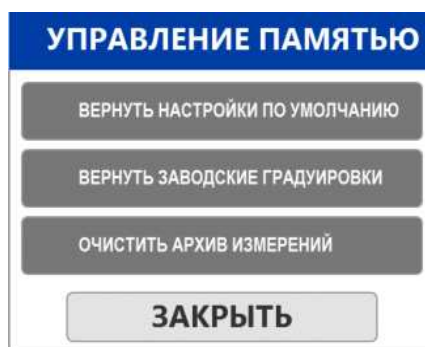 УПРАВЛЕНИЕ ПАМЯТЬЮ
ВЕРНУТЬ НАСТРОЙКИ ПО УМОЛЧАНИЮ
ВЕРНУТЬ ЗАВОДСКИЕ ГРАДУИРОВКИ
ОЧИСТИТЬ АРХИВ ИЗМЕРЕНИЙ
ЗАКРЫТЬ